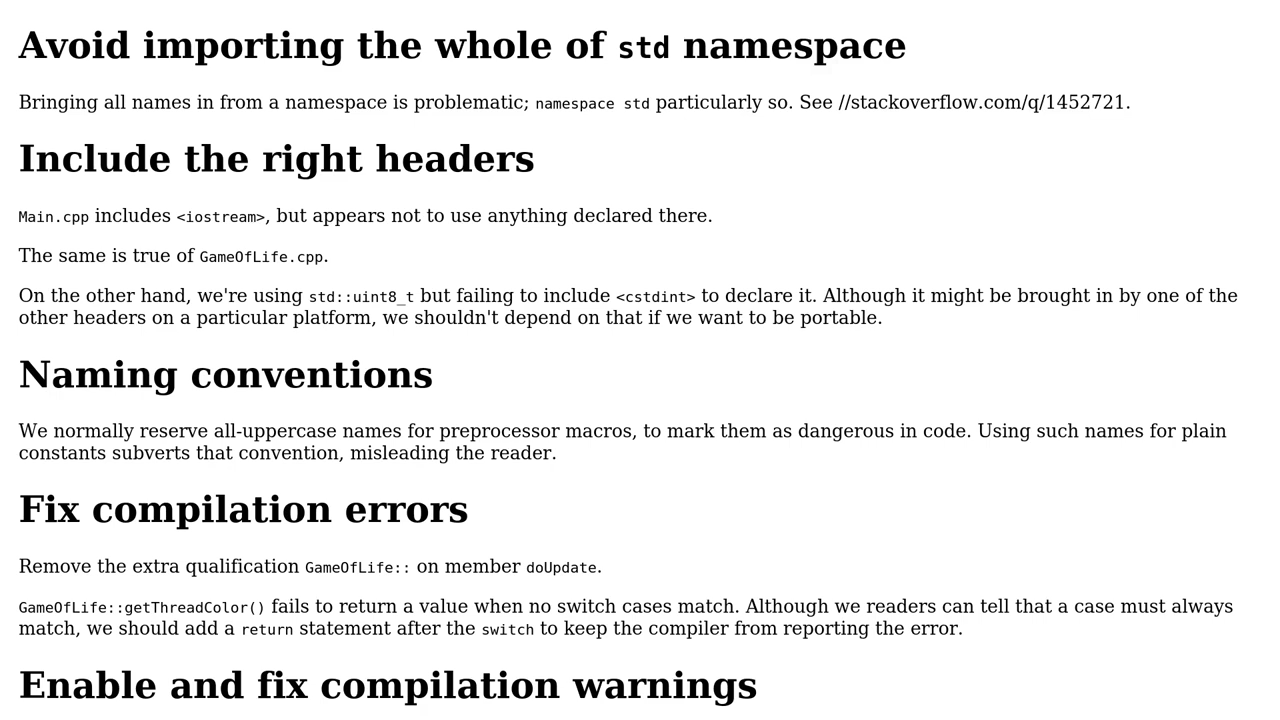 Avoid importing the whole of std namespace
Bringing all names in from a namespace is problematic; namespace std particularly so. See //stackoverflow.com/q/1452721.
Include the right headers
Main.cpp includes <iostream>, but appears not to use anything declared there.
The same is true of GameOfLife.cpp.
On the other hand, we're using std::uint8_t but failing to include <cstdint> to declare it. Although it might be brought in by one of the
other headers on a particular platform, we shouldn't depend on that if we want to be portable.
Naming conventions
We normally reserve all-uppercase names for preprocessor macros, to mark them as dangerous in code. Using such names for plain
constants subverts that convention, misleading the reader.
Fix compilation errors
Remove the extra qualification GameOfLife:: on member doUpdate.
GameOfLife::getThreadColor() fails to return a value when no switch cases match. Although we readers can tell that a case must always
match, we should add a return statement after the switch to keep the compiler from reporting the error.
Enable and fix compilation warnings